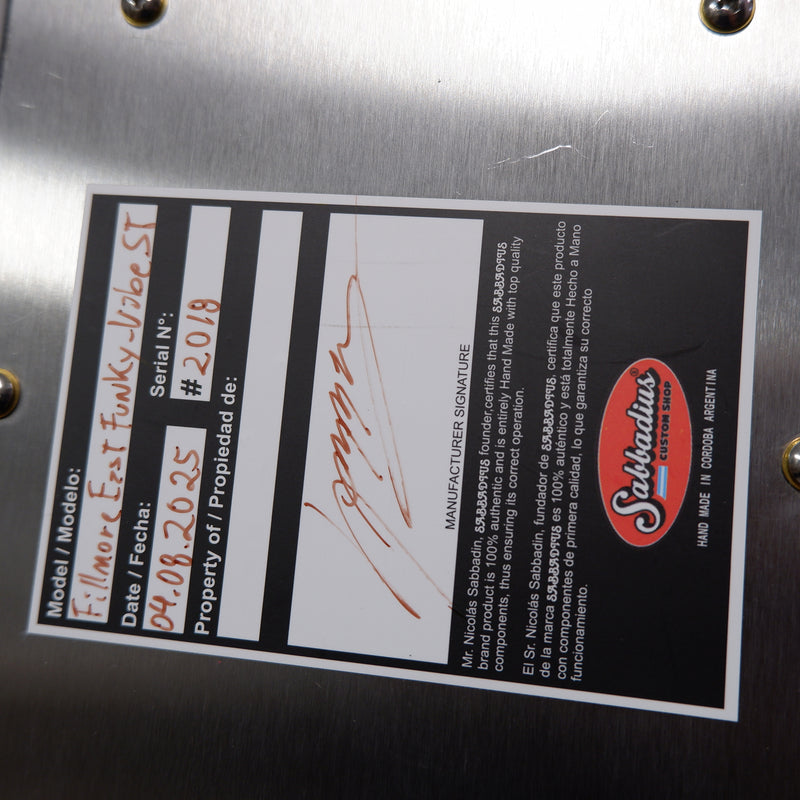 Model / Modelo:
Fillmore East Funky-Vibe ST
Date / Fecha:
Serial Nº:
04.08.2025
# 2018
Property of / Propiedad de:
MANUFACTURER SIGNATURE
Mr. Nicolás Sabbadin, SABBADIUS founder,certifies that this SABBADIUS
brand product is 100% authentic and is entirely Hand Made with top quality
components, thus ensuring its correct operation.
El Sr. Nicolás Sabbadin, fundador de SABBADIUS, certifica que este producto
de la marca SABBADIUS es 100% auténtico y está totalmente Hecho a Mano
con componentes de primera calidad, lo que garantiza su correcto
funcionamiento.
Sabbadius®
CUSTOM SHOP
HAND MADE IN CORDOBA ARGENTINA